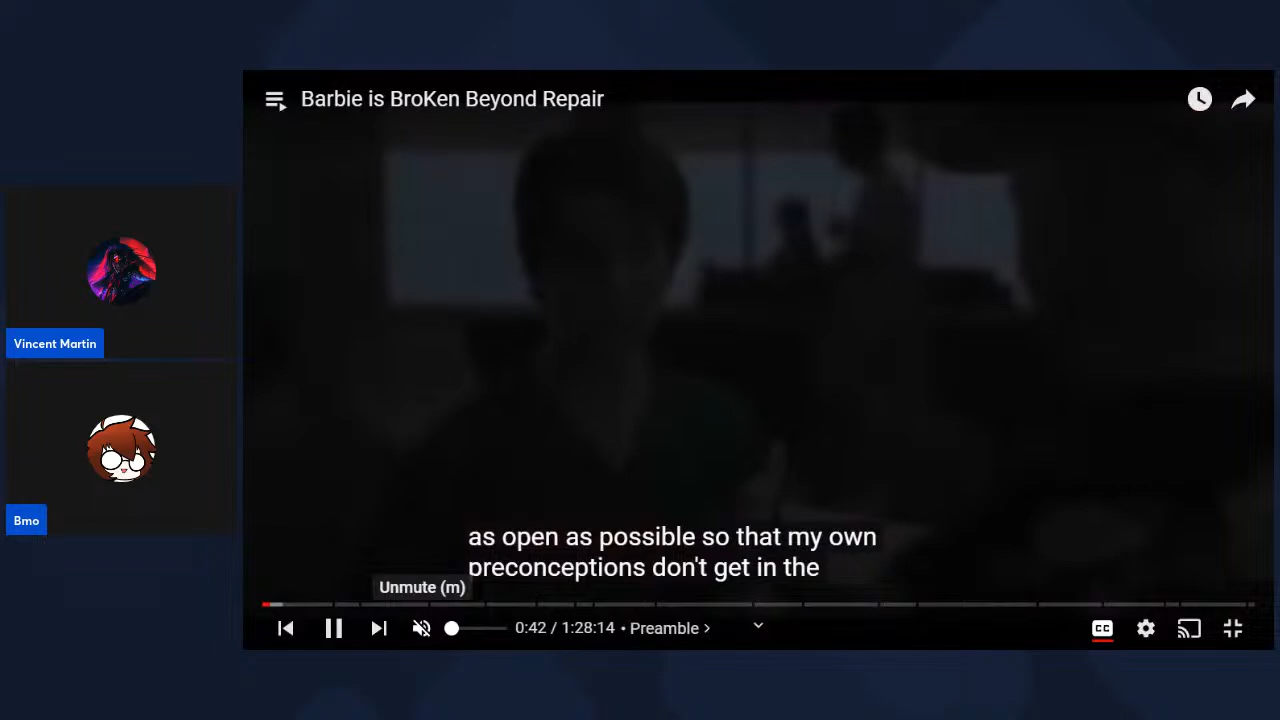 Barbie is BroKen Beyond Repair
Vincent Martin
Bmo
as open as possible so that my own
preconceptions don't get in the
Unmute (m)
0:42 / 1:28:14 • Preamble >
CC